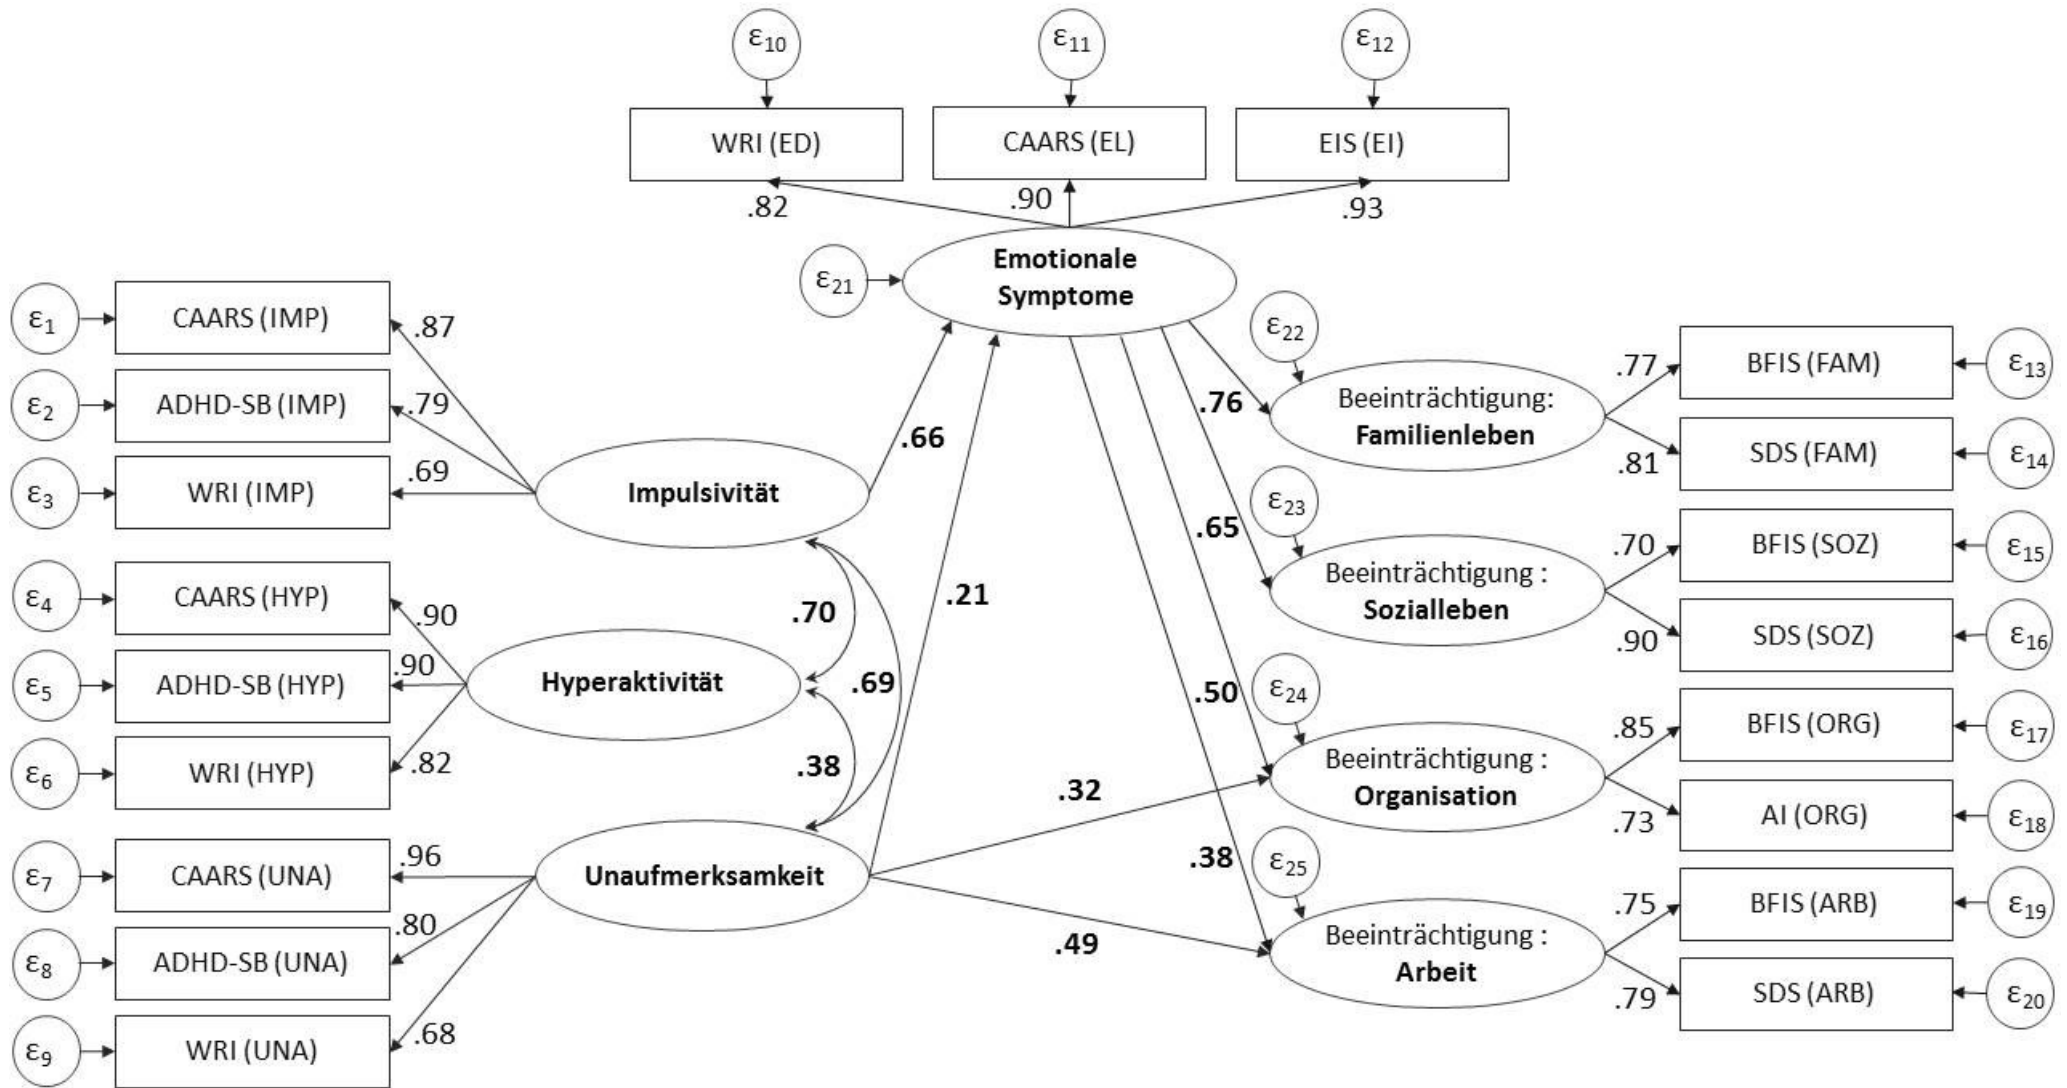 ε10
ε11
ε12
WRI (ED)
CAARS (EL)
EIS (EI)
.82
.90
.93
ε21
Emotionale
Symptome
ε1
CAARS (IMP)
.87
ε2
ADHD-SB (IMP)
.79
ε3
WRI (IMP)
.69
Impulsivität
.66
ε4
CAARS (HYP)
.90
ε5
ADHD-SB (HYP)
.90
ε6
WRI (HYP)
.82
Hyperaktivität
.70
.69
.38
.21
ε7
CAARS (UNA)
.96
ε8
ADHD-SB (UNA)
.80
ε9
WRI (UNA)
.68
Unaufmerksamkeit
.32
.49
.76
.65
.50
.38
ε22
Beeinträchtigung:
Familienleben
.77
BFIS (FAM)
ε13
.81
SDS (FAM)
ε14
ε23
Beeinträchtigung :
Sozialleben
.70
BFIS (SOZ)
ε15
.90
SDS (SOZ)
ε16
ε24
Beeinträchtigung :
Organisation
.85
BFIS (ORG)
ε17
.73
AI (ORG)
ε18
ε25
Beeinträchtigung :
Arbeit
.75
BFIS (ARB)
ε19
.79
SDS (ARB)
ε20